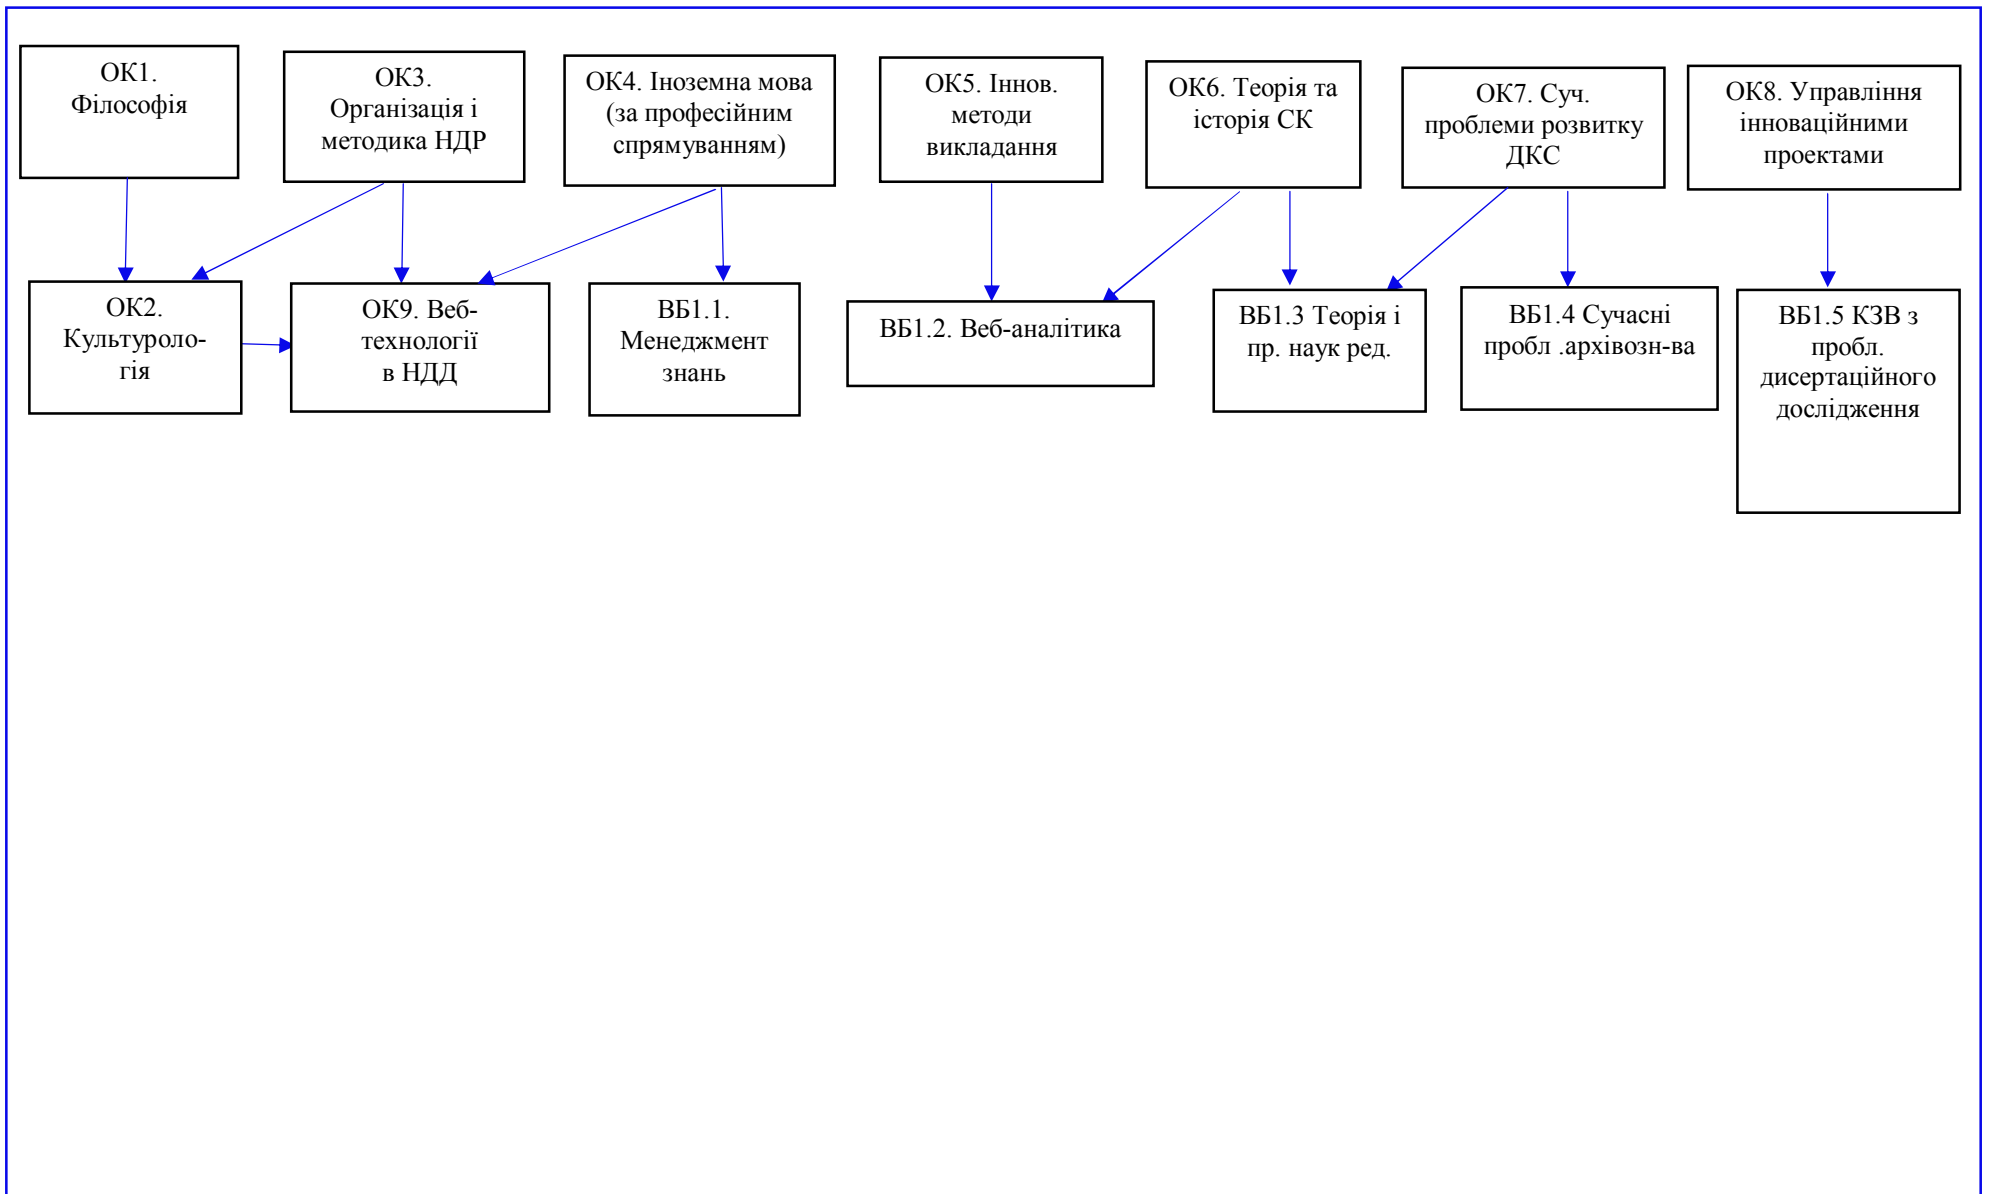 ОК1.
Філософія
ОК3.
Організація і
методика НДР
ОК4. Іноземна мова
(за професійним
спрямуванням)
ОК5. Іннов.
методи
викладання
ОК6. Теорія та
історія СК
ОК7. Суч.
проблеми розвитку
ДКС
ОК8. Управління
інноваційними
проектами
ОК2.
Культуроло-
гія
ОК9. Веб-
технології
в НДД
ВБ1.1.
Менеджмент
знань
ВБ1.2. Веб-аналітика
ВБ1.3 Теорія і
пр. наук ред.
ВБ1.4 Сучасні
пробл .архівозн-ва
ВБ1.5 КЗВ з
пробл.
дисертаційного
дослідження